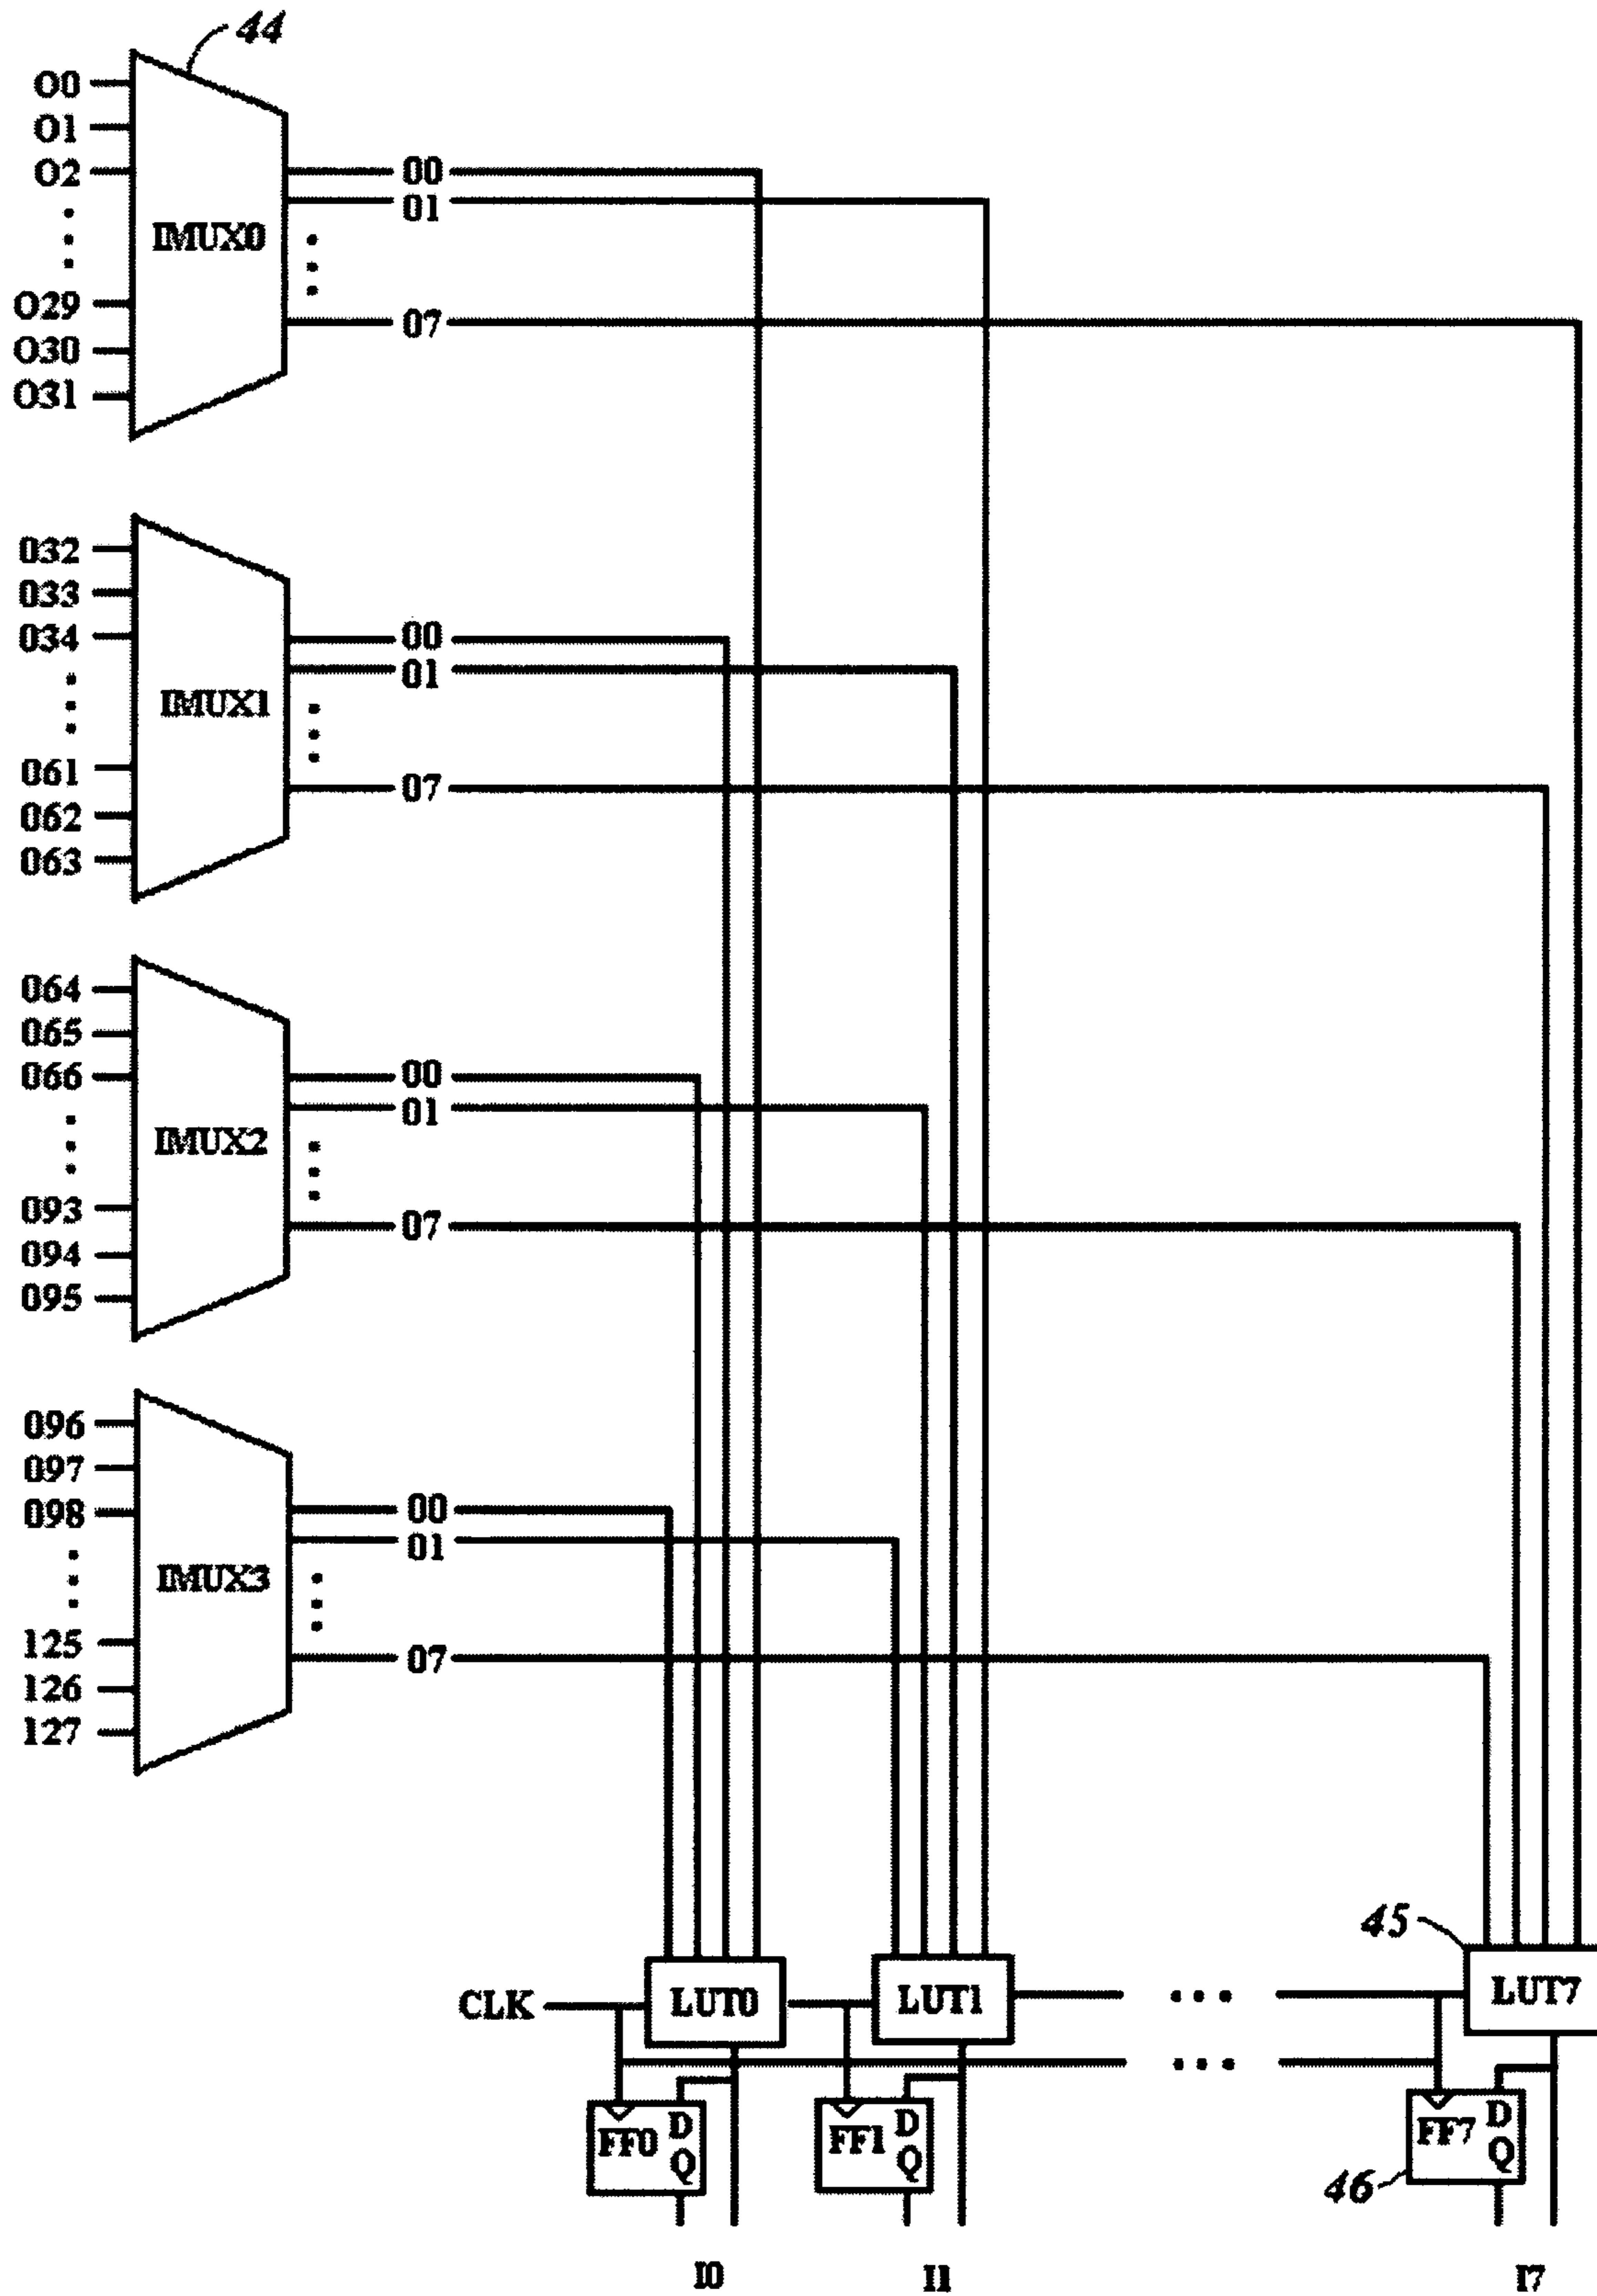 44
O0
O1
O2
IMUX0
00
01
07
O29
O30
O31
032
033
034
IMUX1
00
01
07
061
062
063
064
065
066
IMUX2
00
01
07
093
094
095
096
097
098
IMUX3
00
01
07
125
126
127
45
CLK
LUT0
LUT1
LUT7
FF0 D Q
FF1 D Q
FF7 D Q
46
I0
I1
I7